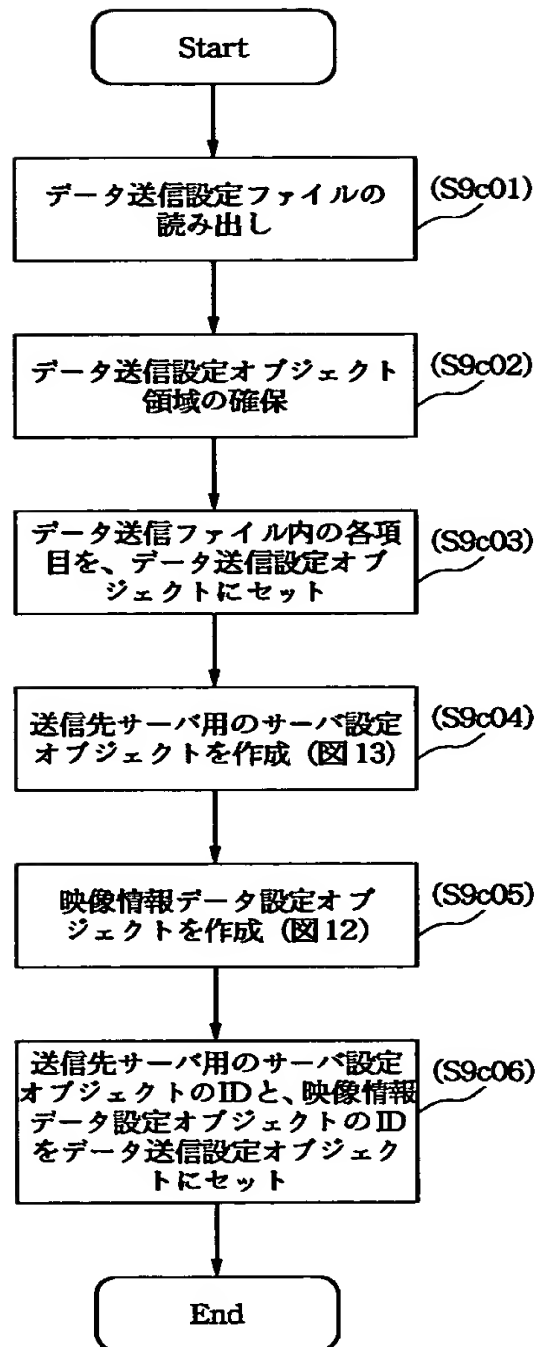 Start
データ送信設定ファイルの
読み出し
(S9c01)
データ送信設定オブジェクト
領域の確保
(S9c02)
データ送信ファイル内の各項
目を、データ送信設定オブ
ジェクトにセット
(S9c03)
送信先サーバ用のサーバ設定
オブジェクトを作成（図13）
(S9c04)
映像情報データ設定オブ
ジェクトを作成（図12）
(S9c05)
送信先サーバ用のサーバ設定
オブジェクトのIDと、映像情報
データ設定オブジェクトのID
をデータ送信設定オブジェク
トにセット
(S9c06)
End